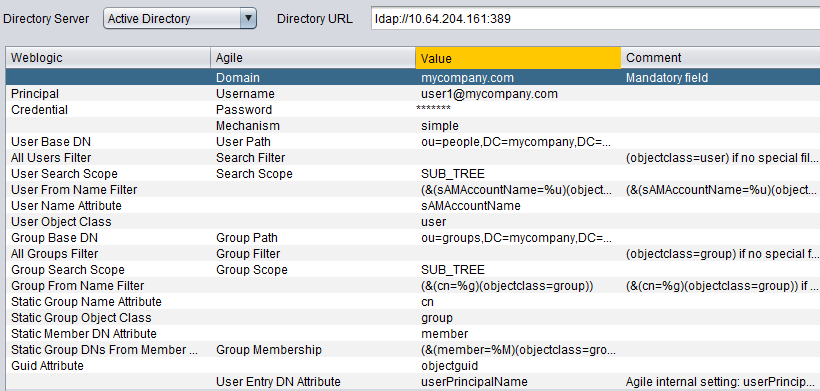 Directory Server Active Directory Directory URL ldap://10.64.204.161:389
Weblogic Agile Value Comment
Domain mycompany.com Mandatory field
Principal Username user1@mycompany.com
Credential Password *******
Mechanism simple
User Base DN User Path ou=people,DC=mycompany,DC=...
All Users Filter Search Filter (objectclass=user) if no special fil...
User Search Scope Search Scope SUB_TREE
User From Name Filter (&(sAMAccountName=%u)(object... (&(sAMAccountName=%u)(object...
User Name Attribute sAMAccountName
User Object Class user
Group Base DN Group Path ou=groups,DC=mycompany,DC=...
All Groups Filter Group Filter (objectclass=group) if no special f...
Group Search Scope Group Scope SUB_TREE
Group From Name Filter (&(cn=%g)(objectclass=group)) (&(cn=%g)(objectclass=group)) if ...
Static Group Name Attribute cn
Static Group Object Class group
Static Member DN Attribute member
Static Group DNs From Member ... Group Membership (&(member=%M)(objectclass=gro...
Guid Attribute objectguid
User Entry DN Attribute userPrincipalName Agile internal setting: userPrincip...